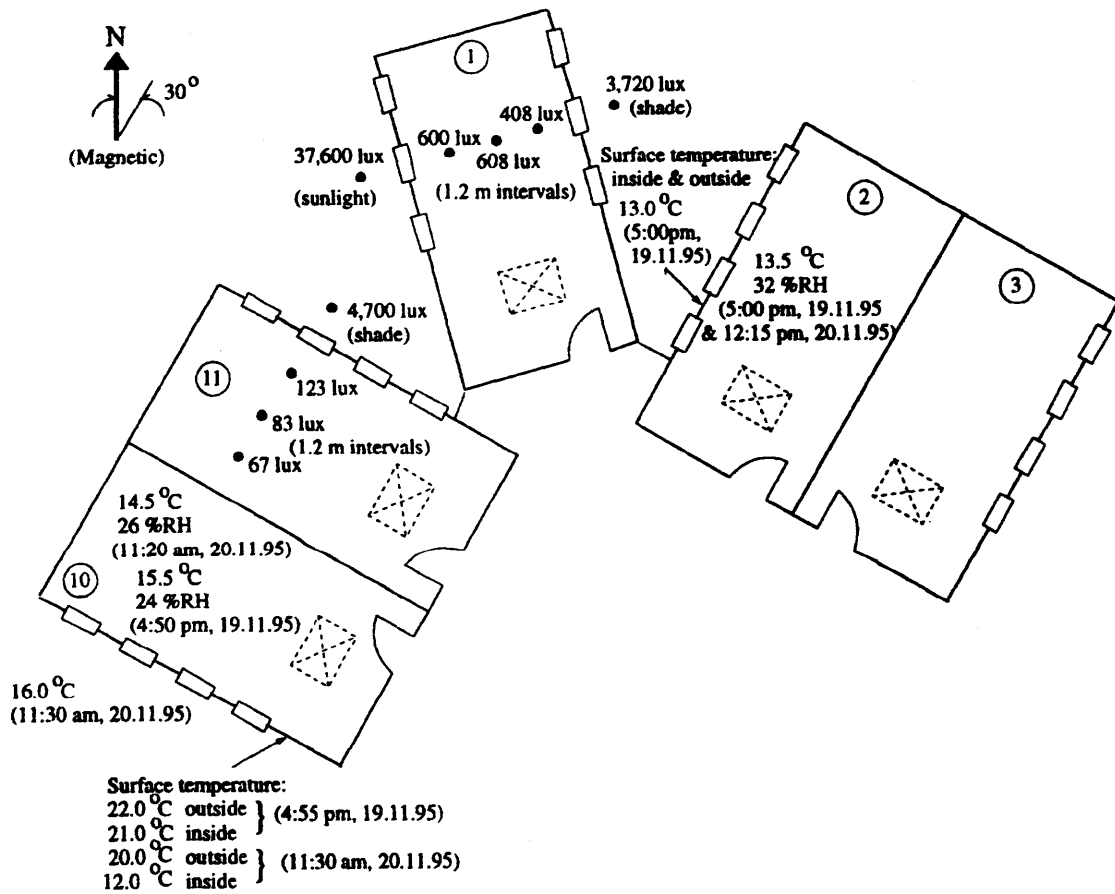 N
30°
(Magnetic)
1
3,720 lux
(shade)
408 lux
600 lux
608 lux
(1.2 m intervals)
37,600 lux
(sunlight)
Surface temperature:
inside & outside
13.0 °C
(5:00pm,
19.11.95)
2
13.5 °C
32 %RH
(5:00 pm, 19.11.95
& 12:15 pm, 20.11.95)
3
4,700 lux
(shade)
11
123 lux
83 lux
(1.2 m intervals)
67 lux
14.5 °C
26 %RH
(11:20 am, 20.11.95)
10
15.5 °C
24 %RH
(4:50 pm, 19.11.95)
16.0 °C
(11:30 am, 20.11.95)
Surface temperature:
22.0 °C outside } (4:55 pm, 19.11.95)
21.0 °C inside
20.0 °C outside } (11:30 am, 20.11.95)
12.0 °C inside